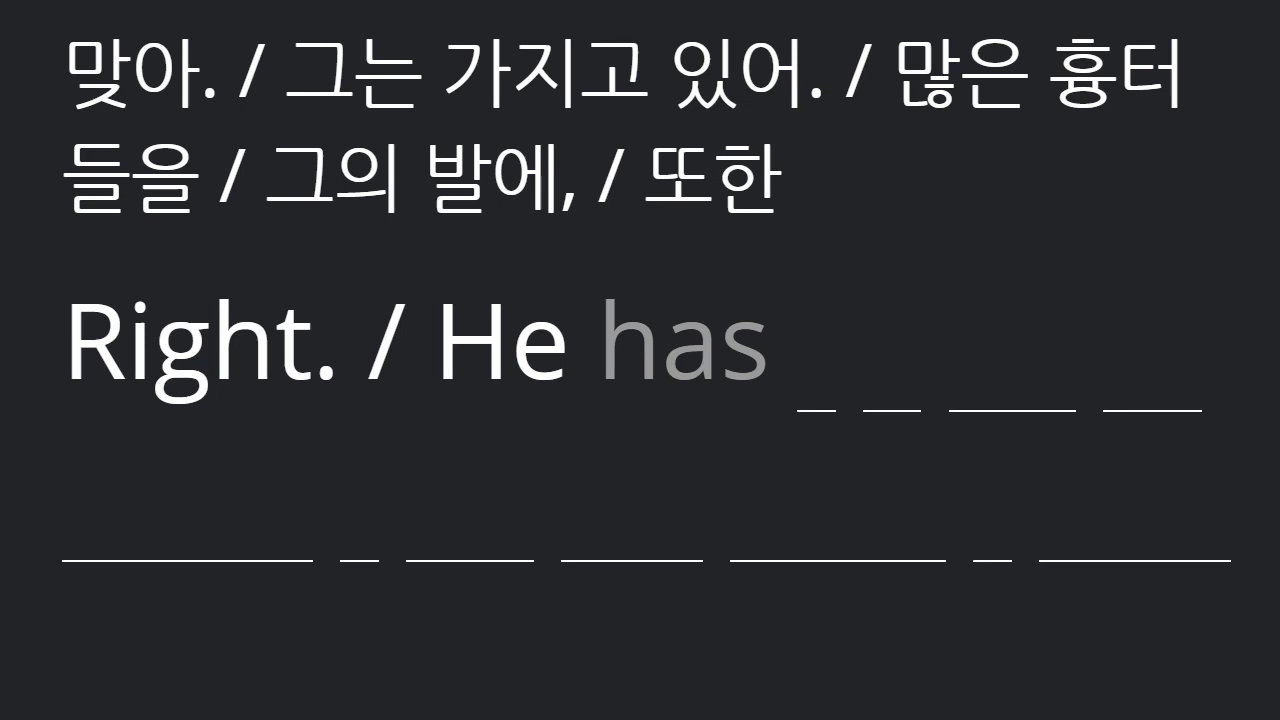 맞아. / 그는 가지고 있어. / 많은 흉터
들을 / 그의 발에, / 또한
Right. / He has